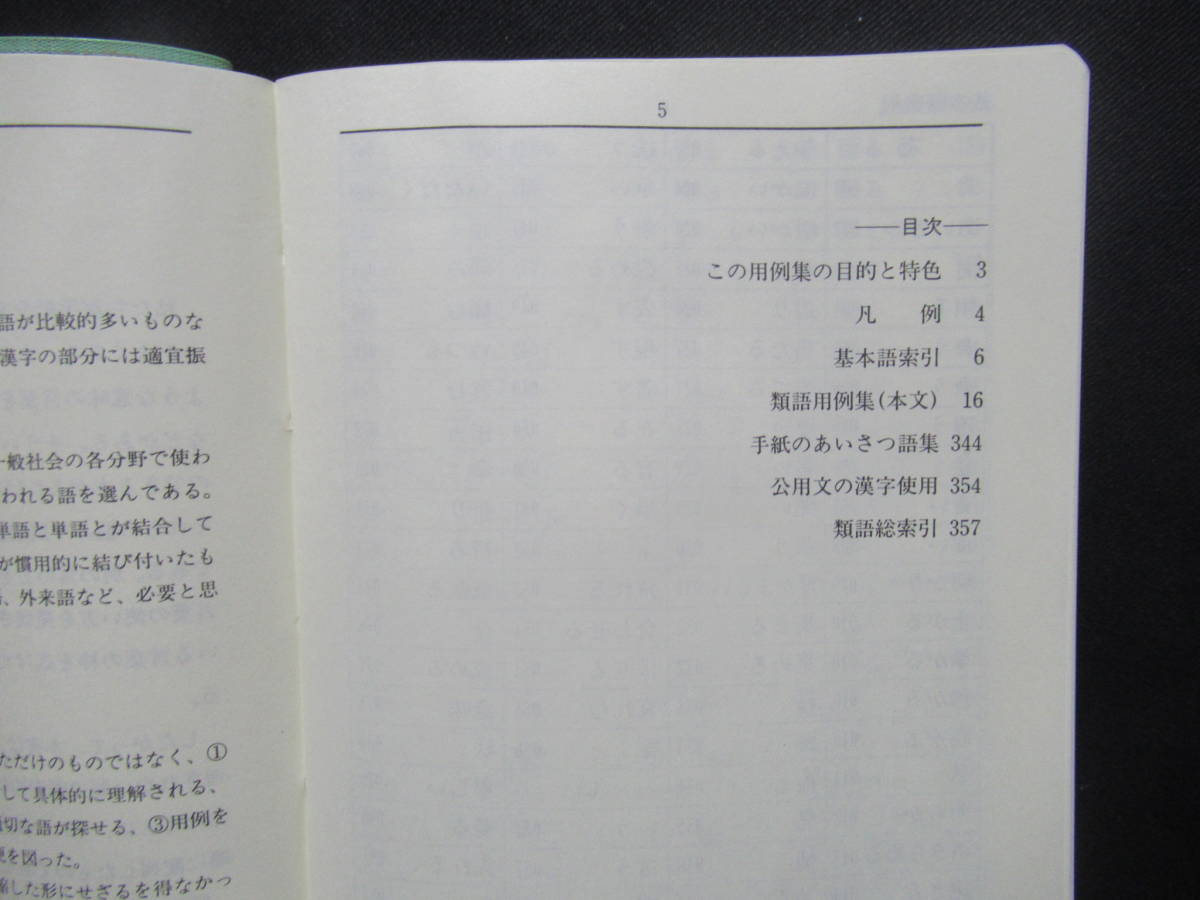 語が比較的多いものな
漢字の部分には適宜振
一般社会の各分野で使わ
われる語を選んである。
単語と単語とが結合して
が慣用的に結び付いたも
、外来語など、必要と思
ただけのものではなく、①
して具体的に理解される、
切な語が探せる、③用例を
を図った。
した形にせざるを得なかっ
5
――目次――
この用例集の目的と特色 3
凡 例 4
基本語索引 6
類語用例集(本文) 16
手紙のあいさつ語集 344
公用文の漢字使用 354
類語総索引 357